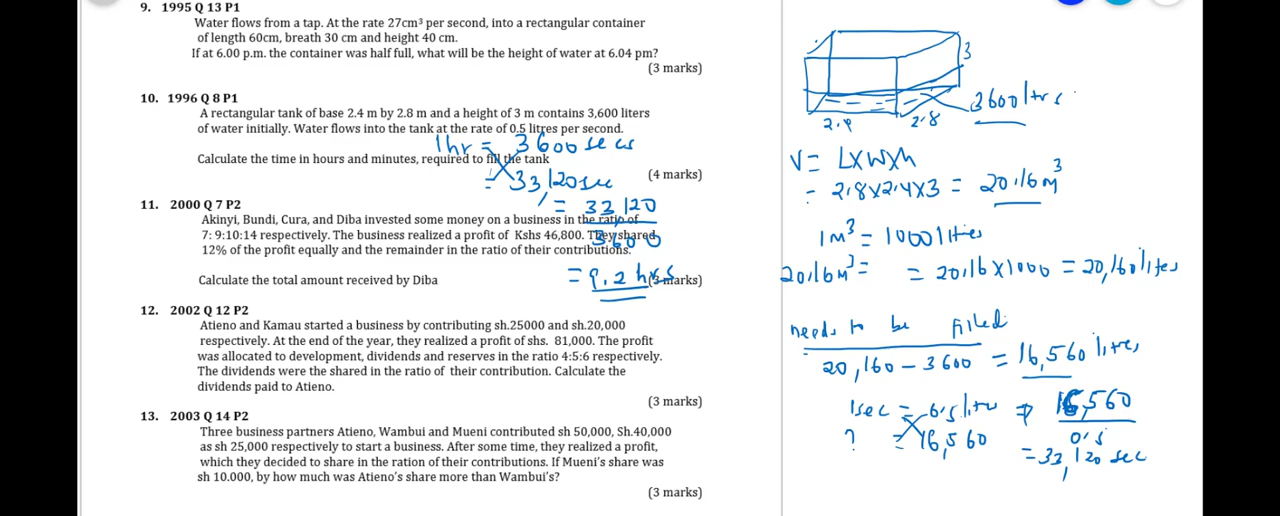 9. 1995 Q 13 P1
Water flows from a tap. At the rate 27cm³ per second, into a rectangular container
of length 60cm, breath 30 cm and height 40 cm.
If at 6.00 p.m. the container was half full, what will be the height of water at 6.04 pm?
(3 marks)
10. 1996 Q 8 P1
A rectangular tank of base 2.4 m by 2.8 m and a height of 3 m contains 3,600 liters
of water initially. Water flows into the tank at the rate of 0.5 litres per second.
1hr = 3600 secs
Calculate the time in hours and minutes, required to fill the tank
(4 marks)
= 33,120 sec
= 33,120
3600
= 9.2 hrs
11. 2000 Q 7 P2
Akinyi, Bundi, Cura, and Diba invested some money on a business in the ratio of
7: 9:10:14 respectively. The business realized a profit of Kshs 46,800. They shared
12% of the profit equally and the remainder in the ratio of their contributions.
Calculate the total amount received by Diba
(3 marks)
12. 2002 Q 12 P2
Atieno and Kamau started a business by contributing sh.25000 and sh.20,000
respectively. At the end of the year, they realized a profit of shs. 81,000. The profit
was allocated to development, dividends and reserves in the ratio 4:5:6 respectively.
The dividends were the shared in the ratio of their contribution. Calculate the
dividends paid to Atieno.
(3 marks)
13. 2003 Q 14 P2
Three business partners Atieno, Wambui and Mueni contributed sh 50,000, Sh.40,000
as sh 25,000 respectively to start a business. After some time, they realized a profit,
which they decided to share in the ration of their contributions. If Mueni's share was
sh 10.000, by how much was Atieno's share more than Wambui's?
(3 marks)
3
3600 ltrs
2.4 2.8
V = L×W×h
= 2.8×2.4×3 = 20.16m³
1m³ = 1000 litres
20.16m³ = = 20.16×1000 = 20,160 litres
needs to be filled
20,160 - 3600 = 16,560 litres
1sec = 0.5 litre ⇒ 16,560
? = 16,560 0.5
= 33,120 sec